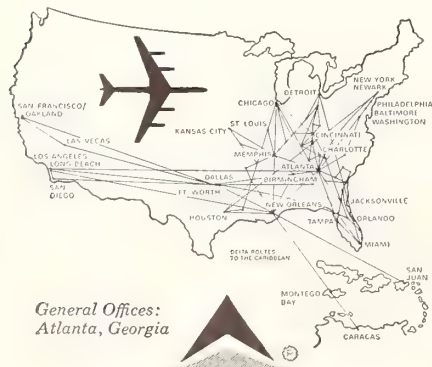 NEW YORK
NEWARK
DETROIT
SAN FRANCISCO/
OAKLAND
CHICAGO
PHILADELPHIA
BALTIMORE
WASHINGTON
ST LOUIS
KANSAS CITY
CINCINNATI
LAS VEGAS
CHARLOTTE
MEMPHIS
LOS ANGELES
LONG BEACH
ATLANTA
DALLAS
BIRMINGHAM
SAN
DIEGO
FT WORTH
JACKSONVILLE
NEW ORLEANS
HOUSTON
TAMPA
ORLANDO
MIAMI
DELTA ROUTES
TO THE CARIBBEAN
SAN
JUAN
MONTEGO
BAY
General Offices:
Atlanta, Georgia
CARACAS